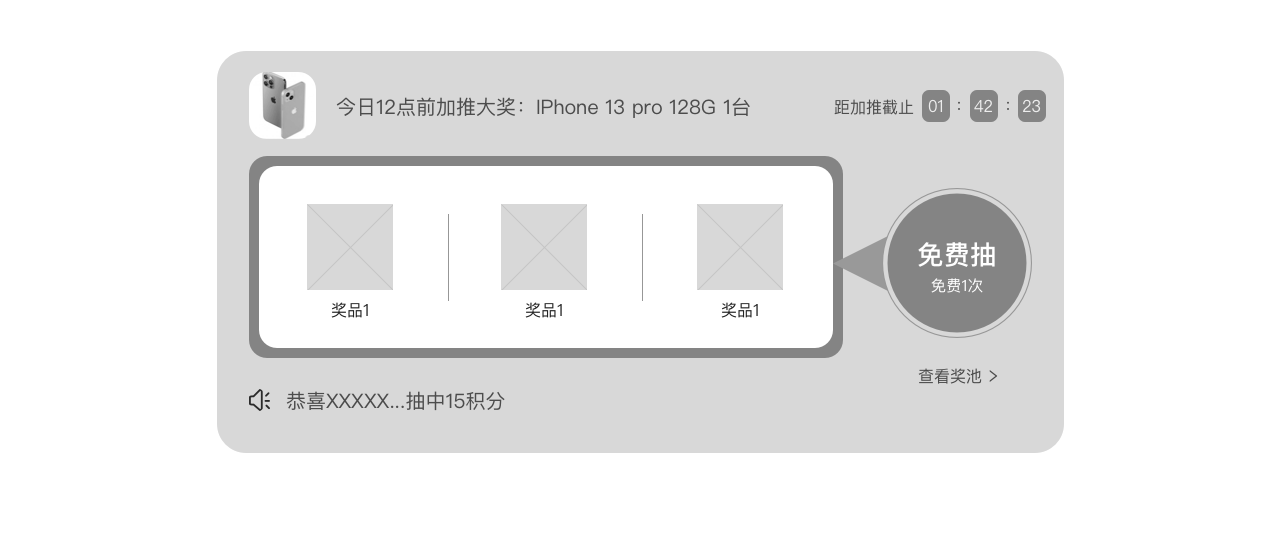 今日12点前加推大奖：IPhone 13 pro 128G 1台
距加推截止 01 : 42 : 23
奖品1 奖品1 奖品1
免费抽
免费1次
查看奖池 >
恭喜XXXXX...抽中15积分